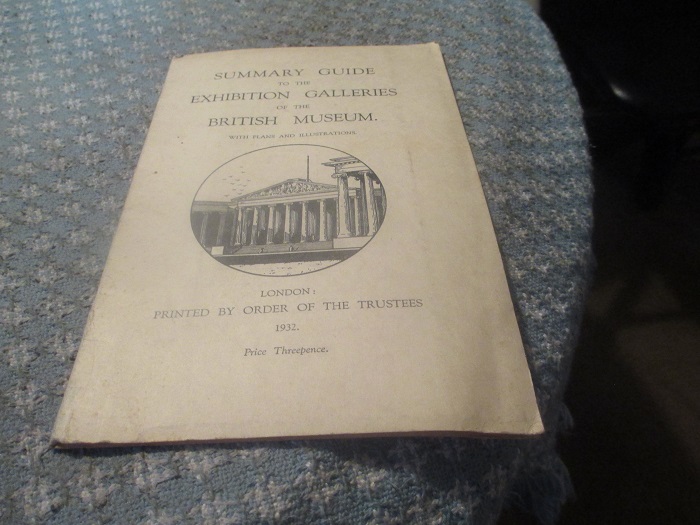 SUMMARY GUIDE
TO THE
EXHIBITION GALLERIES
OF THE
BRITISH MUSEUM.
WITH PLANS AND ILLUSTRATIONS.
LONDON:
PRINTED BY ORDER OF THE TRUSTEES
1932.
Price Threepence.